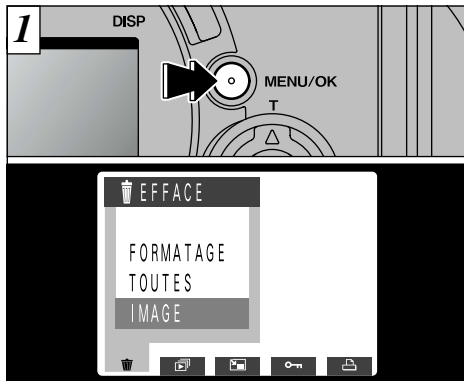 1
DISP
MENU/OK
T
EFFACE
FORMATAGE
TOUTES
IMAGE